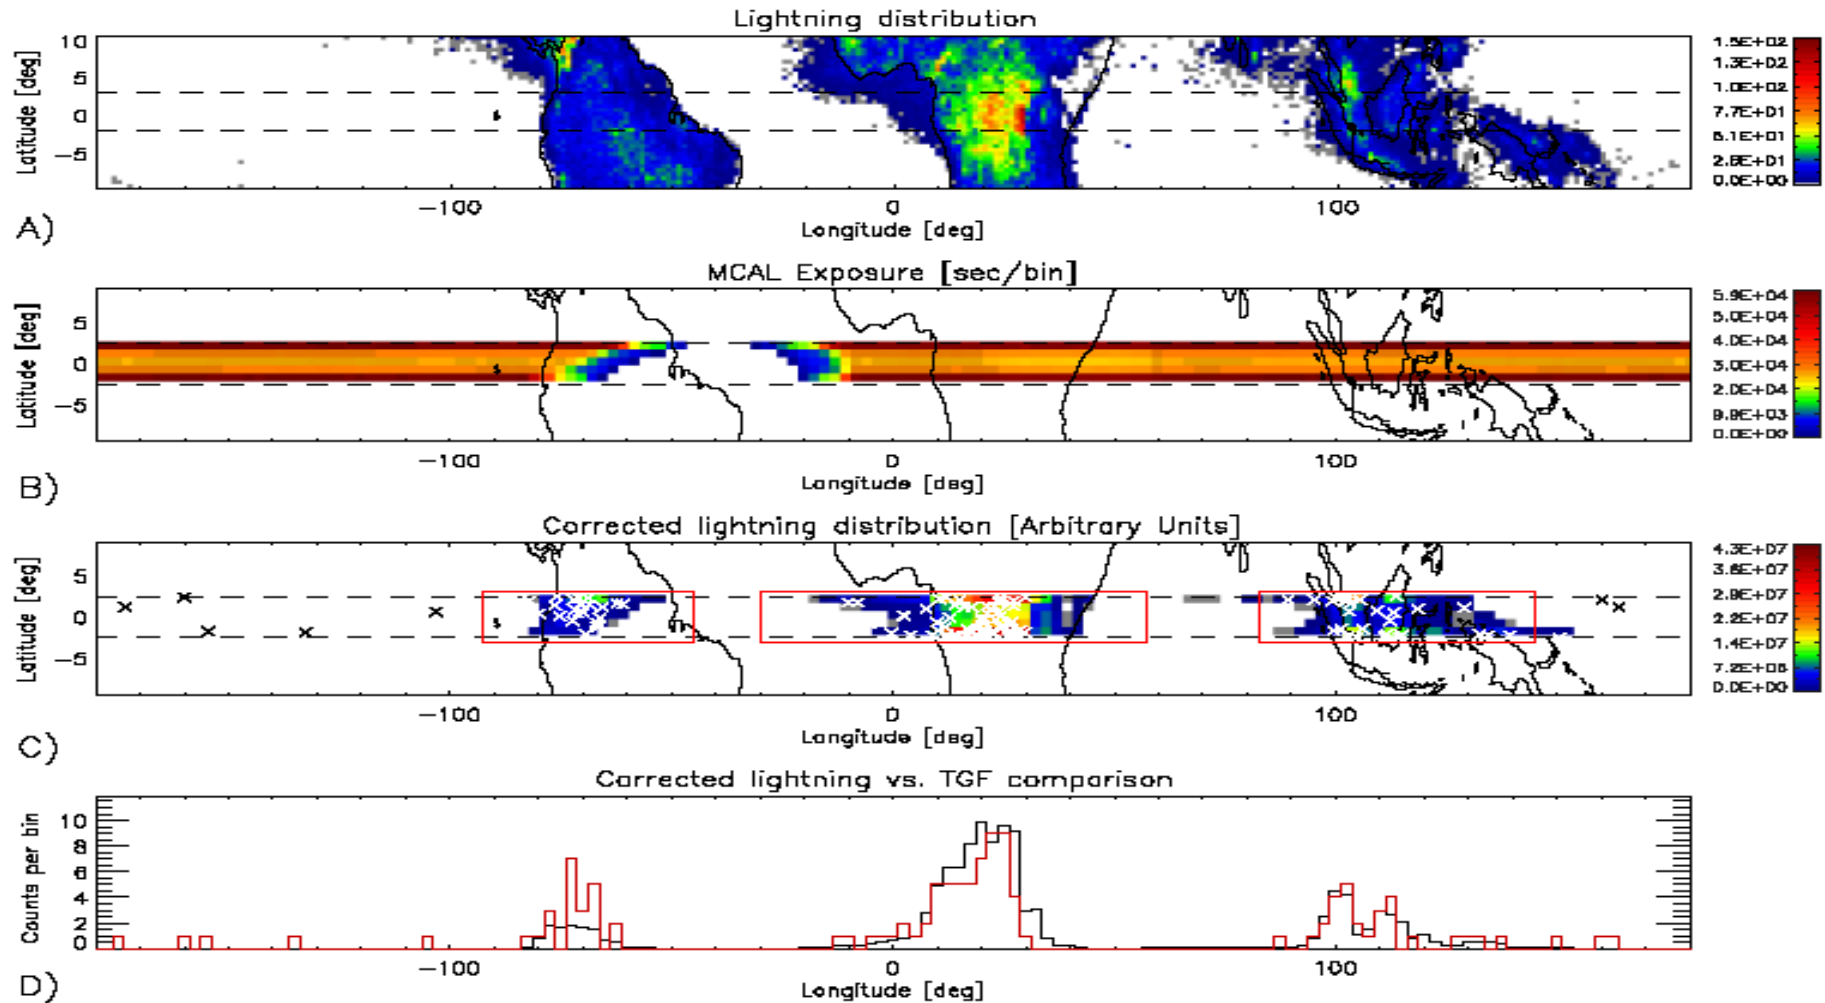 Lightning distribution
Latitude [deg]
10
5
0
−5
−100
0
100
Longitude [deg]
1.3E+02
1.0E+02
7.7E+01
5.1E+01
2.6E+01
0.0E+00
A)
MCAL Exposure [sec/bin]
Latitude [deg]
5
0
−5
−100
0
100
Longitude [deg]
5.9E+04
5.0E+04
4.0E+04
3.0E+04
2.0E+04
9.9E+03
0.0E+00
B)
Corrected lightning distribution [Arbitrary Units]
Latitude [deg]
5
0
−5
−100
0
100
Longitude [deg]
4.3E+07
3.6E+07
2.9E+07
2.2E+07
1.4E+07
7.2E+06
0.0E+00
C)
Corrected lightning vs. TGF comparison
Counts per bin
10
8
6
4
2
0
−100
0
100
Longitude [deg]
D)